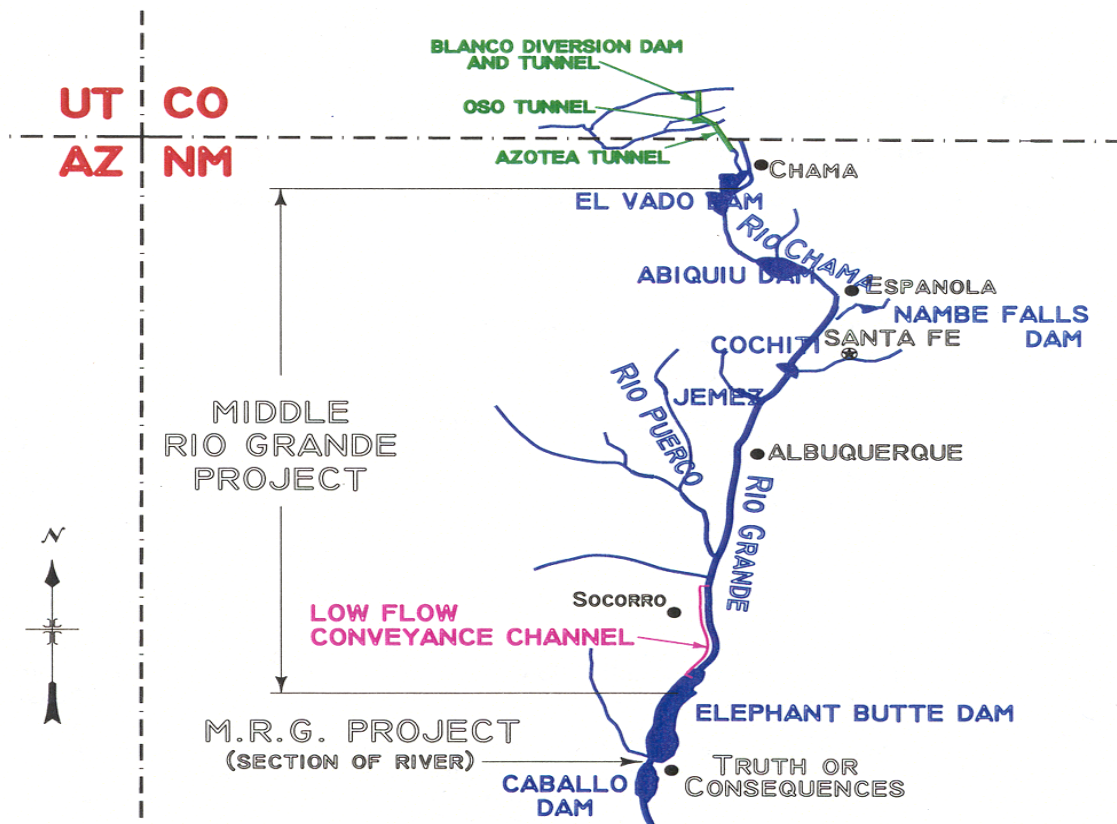 BLANCO DIVERSION DAM
AND TUNNEL
UT CO
OSO TUNNEL
AZ NM
AZOTEA TUNNEL
CHAMA
EL VADO DAM
RIO CHAMA
ABIQUIU DAM
ESPANOLA
NAMBE FALLS
DAM
SANTA FE
COCHITI
RIO PUERCO
JEMEZ
MIDDLE
RIO GRANDE
PROJECT
ALBUQUERQUE
RIO GRANDE
N
SOCORRO
LOW FLOW
CONVEYANCE CHANNEL
ELEPHANT BUTTE DAM
M.R.G. PROJECT
(SECTION OF RIVER)
TRUTH OR
CONSEQUENCES
CABALLO
DAM